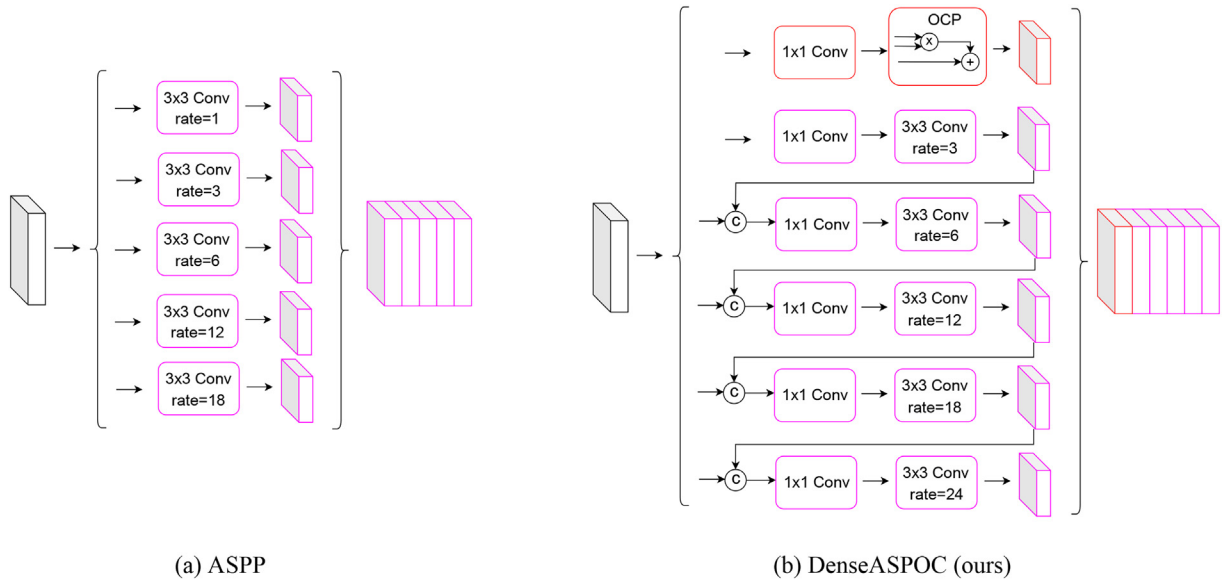 3x3 Conv
rate=1
3x3 Conv
rate=3
3x3 Conv
rate=6
3x3 Conv
rate=12
3x3 Conv
rate=18
(a) ASPP
OCP
1x1 Conv
x
+
1x1 Conv
3x3 Conv
rate=3
C
1x1 Conv
3x3 Conv
rate=6
C
1x1 Conv
3x3 Conv
rate=12
C
1x1 Conv
3x3 Conv
rate=18
C
1x1 Conv
3x3 Conv
rate=24
(b) DenseASPOC (ours)